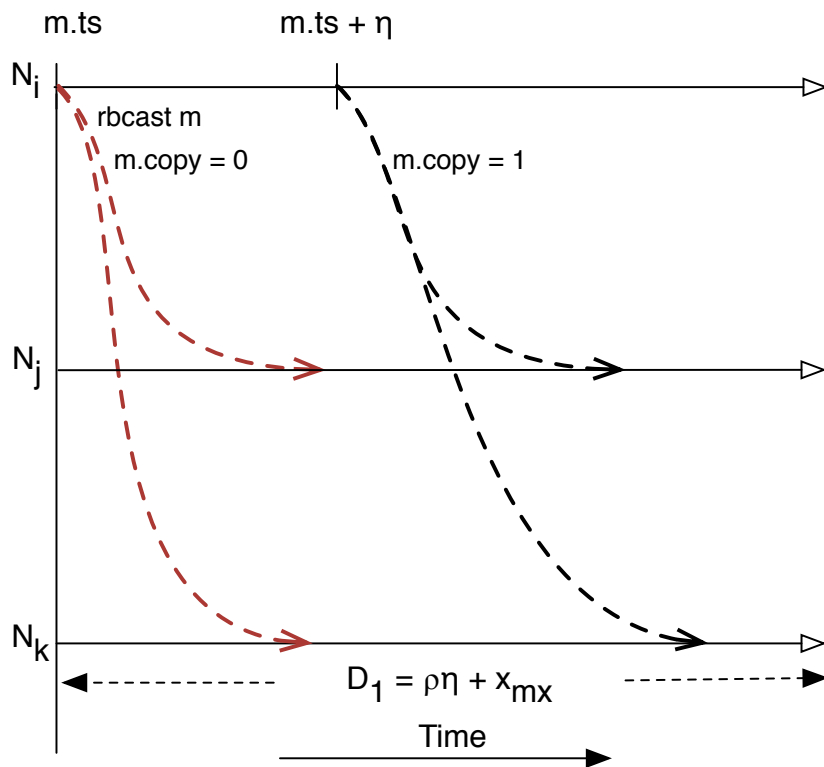 m.ts m.ts + η
N_i
rbcast m
m.copy = 0 m.copy = 1
N_j
N_k
D_1 = ρη + x_mx
Time